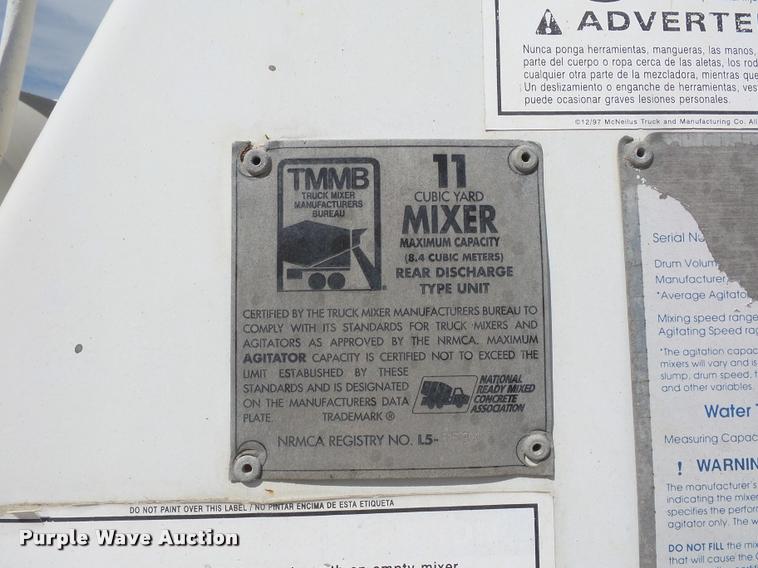 ADVERTE
Nunca ponga herramientas, mangueras, las manos,
parte del cuerpo o ropa cerca de las aletas, los rod
cualquier otra parte de la mezcladora, mientras que
Un deslizamiento o enganche de herramientas, ves
puede ocasionar graves lesiones personales.
©12/97 McNeilus Truck and Manufacturing Co. All
TMMB
TRUCK MIXER
MANUFACTURERS
BUREAU
11
CUBIC YARD
MIXER
MAXIMUM CAPACITY
(8.4 CUBIC METERS)
REAR DISCHARGE
TYPE UNIT
CERTIFIED BY THE TRUCK MIXER MANUFACTURERS BUREAU TO
COMPLY WITH ITS STANDARDS FOR TRUCK MIXERS AND
AGITATORS AS APPROVED BY THE NRMCA. MAXIMUM
AGITATOR CAPACITY IS CERTIFIED NOT TO EXCEED THE
LIMIT ESTABLISHED BY THESE
STANDARDS AND IS DESIGNATED
ON THE MANUFACTURERS DATA
PLATE. TRADEMARK ®
NATIONAL
READY MIXED
CONCRETE
ASSOCIATION
NRMCA REGISTRY NO. L5-
Serial Nu
Drum Volum
Manufacturer
*Average Agitato
Mixing speed range
Agitating Speed ra
*The agitation capac
mixers will vary and is
slump, drum speed, t
and other variables.
Water T
Measuring Capac
! WARNIN
The manufacturer's
indicating the mixer
specifies the perfor
agitator only. The w
DO NOT FILL the mix
that will cause the G
DO NOT PAINT OVER THIS LABEL / NO PINTAR ENCIMA DE ESTA ETIQUETA
on empty mixer
Purple Wave Auction